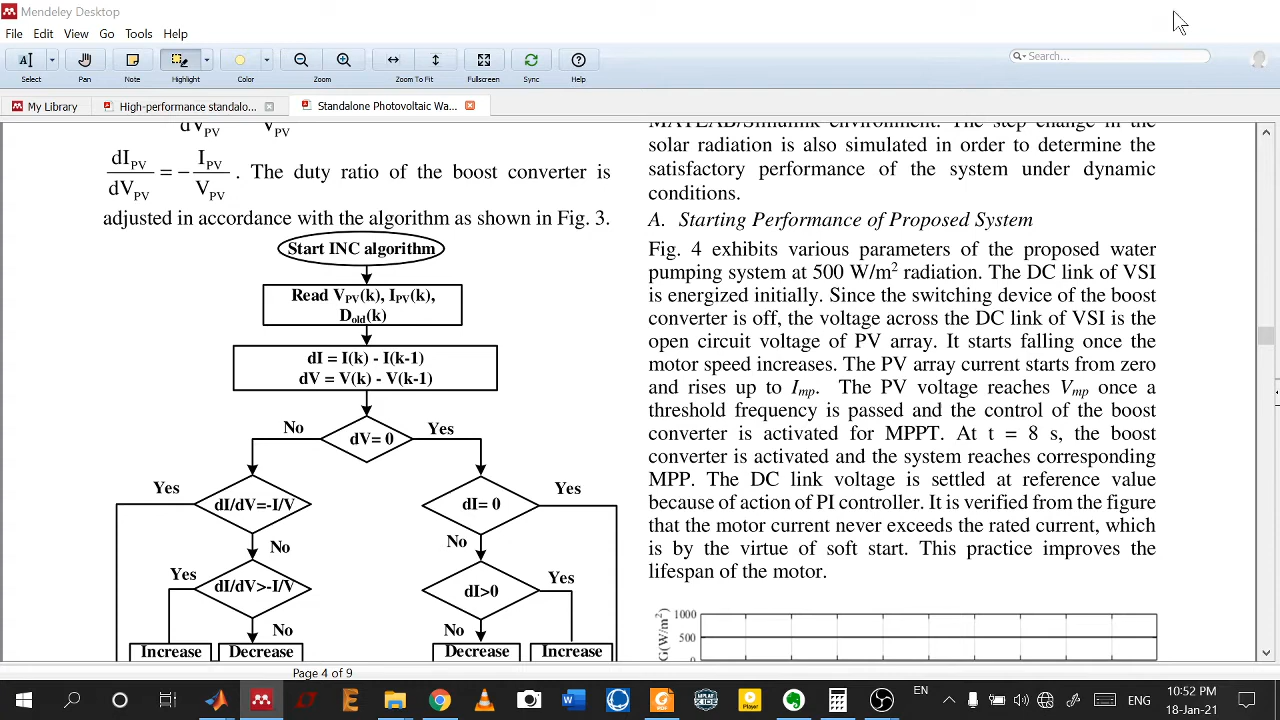 Mendeley Desktop
File Edit View Go Tools Help
Select Pan Note Highlight Color Zoom Zoom To Fit Fullscreen Sync Help
Search...
My Library High-performance standalo... Standalone Photovoltaic Wa...
dV_PV V_PV
dI_PV / dV_PV = − I_PV / V_PV . The duty ratio of the boost converter is
adjusted in accordance with the algorithm as shown in Fig. 3.
Start INC algorithm
Read V_PV(k), I_PV(k),
D_old(k)
dI = I(k) - I(k-1)
dV = V(k) - V(k-1)
No dV= 0 Yes
Yes dI/dV=-I/V dI= 0 Yes
No No
Yes dI/dV>-I/V dI>0 Yes
No No
Increase Decrease Decrease Increase
MATLAB/Simulink environment. The step change in the
solar radiation is also simulated in order to determine the
satisfactory performance of the system under dynamic
conditions.
A. Starting Performance of Proposed System
Fig. 4 exhibits various parameters of the proposed water
pumping system at 500 W/m² radiation. The DC link of VSI
is energized initially. Since the switching device of the boost
converter is off, the voltage across the DC link of VSI is the
open circuit voltage of PV array. It starts falling once the
motor speed increases. The PV array current starts from zero
and rises up to I_mp. The PV voltage reaches V_mp once a
threshold frequency is passed and the control of the boost
converter is activated for MPPT. At t = 8 s, the boost
converter is activated and the system reaches corresponding
MPP. The DC link voltage is settled at reference value
because of action of PI controller. It is verified from the figure
that the motor current never exceeds the rated current, which
is by the virtue of soft start. This practice improves the
lifespan of the motor.
G(W/m²)
1000
500
0
Page 4 of 9
EN ENG 10:52 PM
18-Jan-21